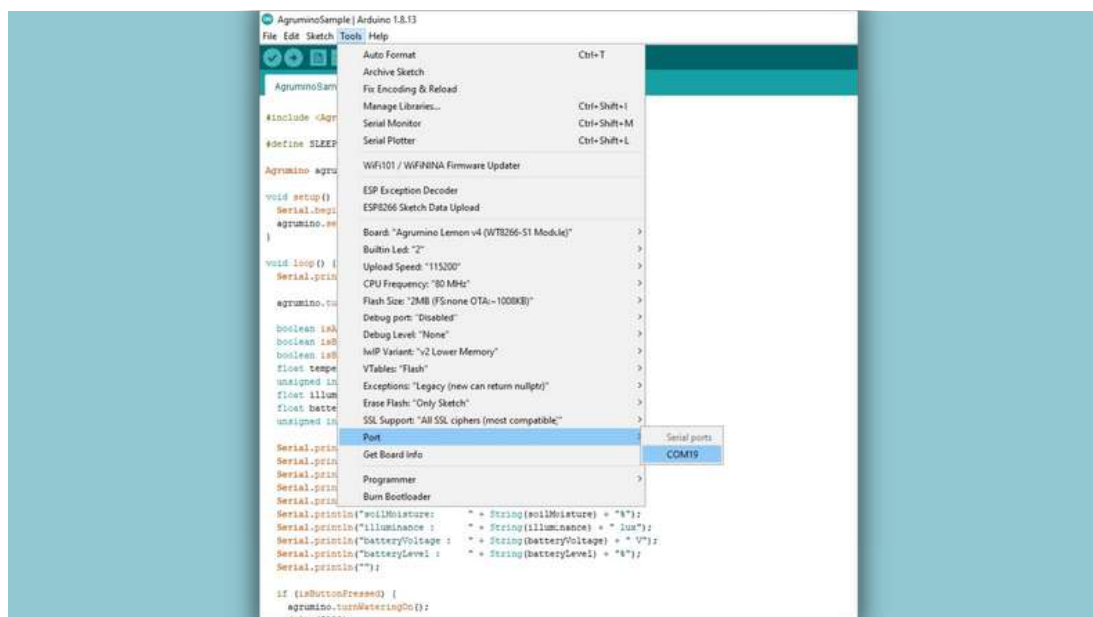 AgruminoSample | Arduino 1.8.13
File Edit Sketch Tools Help
AgruminoSam
#include <Agr
#define SLEEP
Agrumino agru
void setup()
Serial.begi
agrumino.se
}
void loop() {
Serial.prin
agrumino.tu
boolean isA
boolean isB
boolean isB
float tempe
unsigned in
float illum
float batte
unsigned in
Serial.prin
Serial.prin
Serial.prin
Serial.prin
Serial.prin
Auto Format Ctrl+T
Archive Sketch
Fix Encoding & Reload
Manage Libraries... Ctrl+Shift+I
Serial Monitor Ctrl+Shift+M
Serial Plotter Ctrl+Shift+L
WiFi101 / WiFiNINA Firmware Updater
ESP Exception Decoder
ESP8266 Sketch Data Upload
Board: "Agrumino Lemon v4 (WT8266-S1 Module)"
Builtin Led: "2"
Upload Speed: "115200"
CPU Frequency: "80 MHz"
Flash Size: "2MB (FS:none OTA:~1008KB)"
Debug port: "Disabled"
Debug Level: "None"
lwIP Variant: "v2 Lower Memory"
VTables: "Flash"
Exceptions: "Legacy (new can return nullptr)"
Erase Flash: "Only Sketch"
SSL Support: "All SSL ciphers (most compatible)"
Port
Get Board Info
Programmer
Burn Bootloader
Serial ports
COM19
Serial.println("soilMoisture: " + String(soilMoisture) + "%");
Serial.println("illuminance : " + String(illuminance) + " lux");
Serial.println("batteryVoltage : " + String(batteryVoltage) + " V");
Serial.println("batteryLevel : " + String(batteryLevel) + "%");
Serial.println("");
if (isButtonPressed) {
agrumino.turnWateringOn();